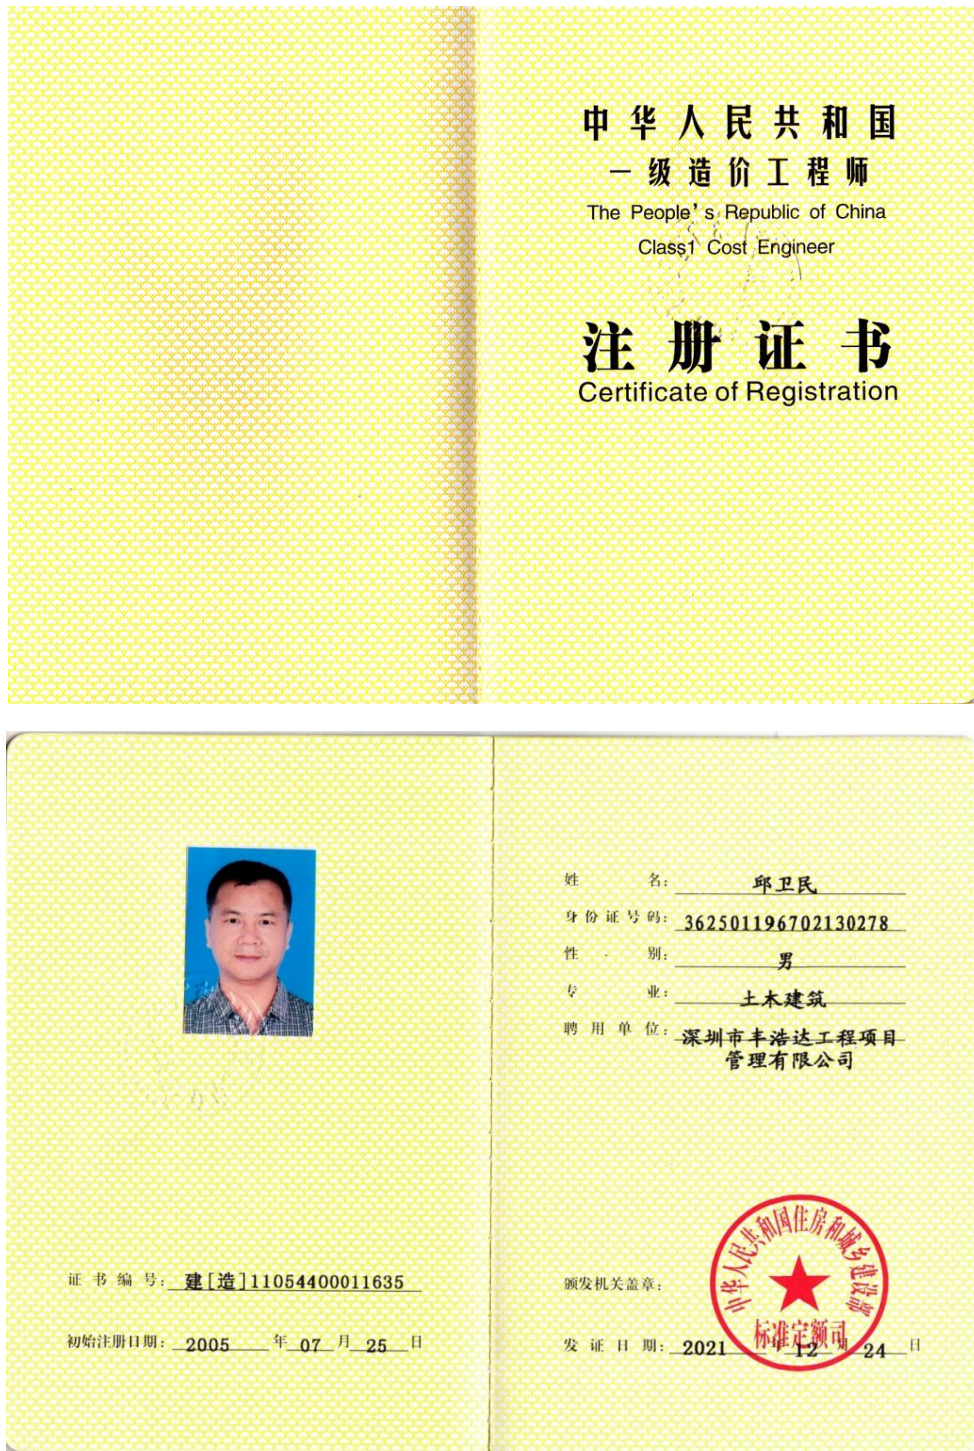 中华人民共和国
一级造价工程师
The People's Republic of China
Class1 Cost Engineer
注册证书
Certificate of Registration
证书编号: 建[造]11054400011635
初始注册日期: 2005 年 07 月 25 日
姓名: 邱卫民
身份证号码: 362501196702130278
性别: 男
专业: 土木建筑
聘用单位: 深圳市丰浩达工程项目
管理有限公司
中华人民共和国住房和城乡建设部
标准定额司
颁发机关盖章:
发证日期: 2021 年 12 月 24 日